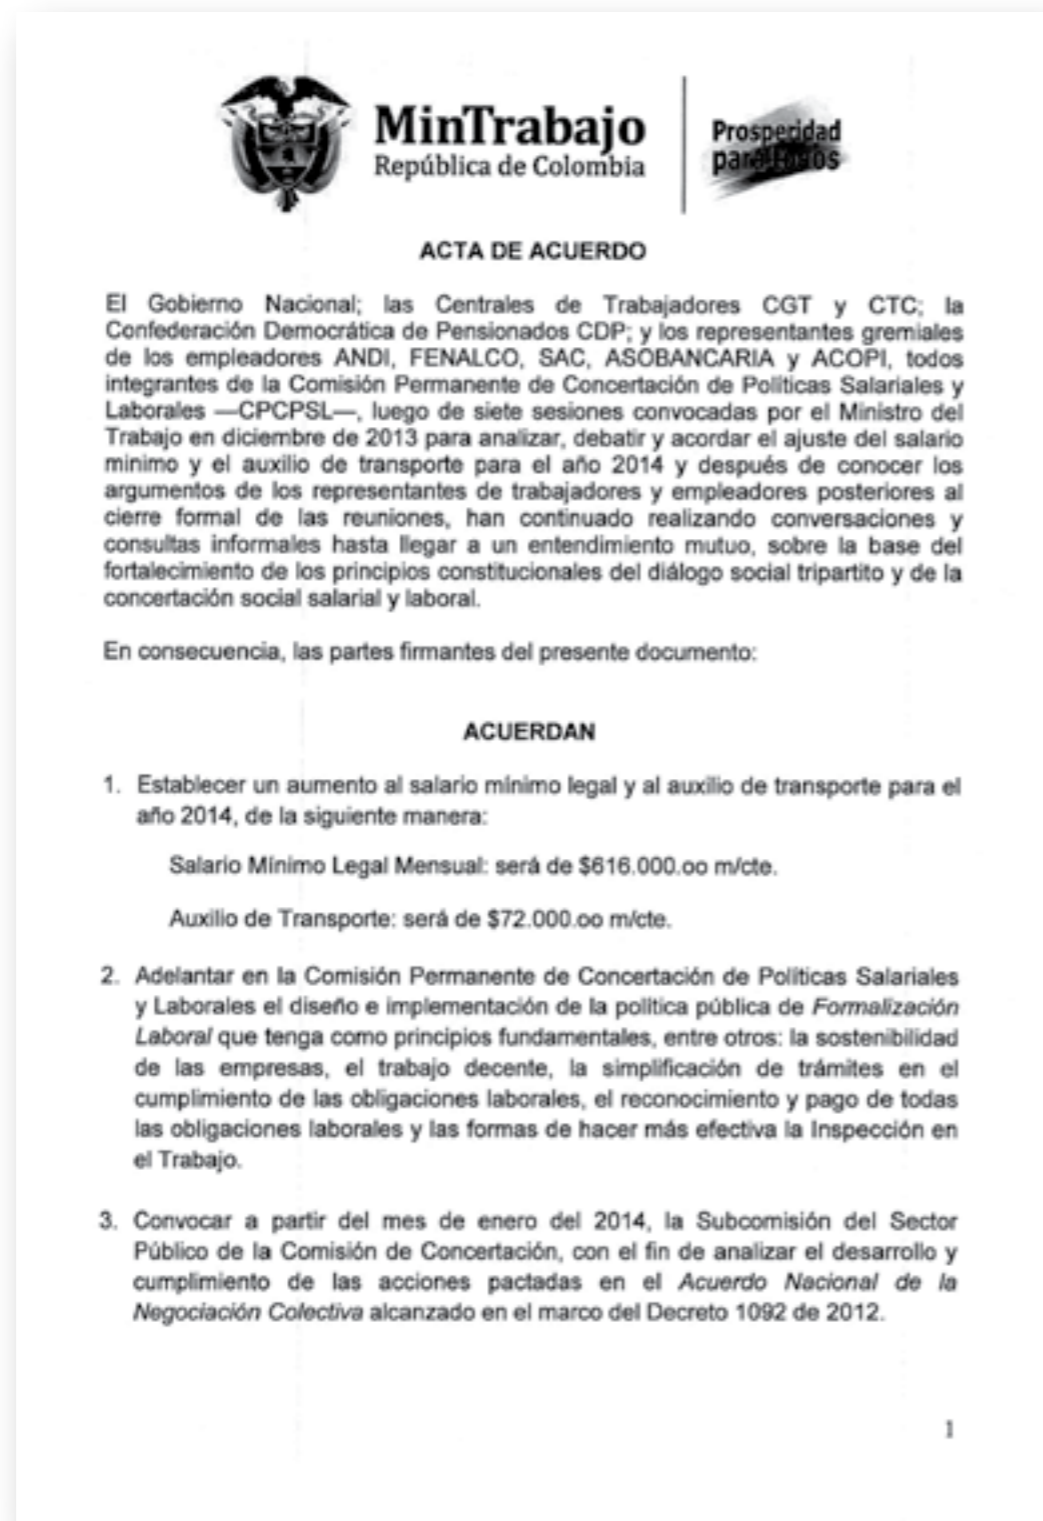 MinTrabajo
República de Colombia
Prosperidad
para todos
ACTA DE ACUERDO
El Gobierno Nacional; las Centrales de Trabajadores CGT y CTC; la
Confederación Democrática de Pensionados CDP; y los representantes gremiales
de los empleadores ANDI, FENALCO, SAC, ASOBANCARIA y ACOPI, todos
integrantes de la Comisión Permanente de Concertación de Políticas Salariales y
Laborales —CPCPSL—, luego de siete sesiones convocadas por el Ministro del
Trabajo en diciembre de 2013 para analizar, debatir y acordar el ajuste del salario
mínimo y el auxilio de transporte para el año 2014 y después de conocer los
argumentos de los representantes de trabajadores y empleadores posteriores al
cierre formal de las reuniones, han continuado realizando conversaciones y
consultas informales hasta llegar a un entendimiento mutuo, sobre la base del
fortalecimiento de los principios constitucionales del diálogo social tripartito y de la
concertación social salarial y laboral.
En consecuencia, las partes firmantes del presente documento:
ACUERDAN
1. Establecer un aumento al salario mínimo legal y al auxilio de transporte para el
año 2014, de la siguiente manera:
Salario Mínimo Legal Mensual: será de $616.000.oo m/cte.
Auxilio de Transporte: será de $72.000.oo m/cte.
2. Adelantar en la Comisión Permanente de Concertación de Políticas Salariales
y Laborales el diseño e implementación de la política pública de Formalización
Laboral que tenga como principios fundamentales, entre otros: la sostenibilidad
de las empresas, el trabajo decente, la simplificación de trámites en el
cumplimiento de las obligaciones laborales, el reconocimiento y pago de todas
las obligaciones laborales y las formas de hacer más efectiva la Inspección en
el Trabajo.
3. Convocar a partir del mes de enero del 2014, la Subcomisión del Sector
Público de la Comisión de Concertación, con el fin de analizar el desarrollo y
cumplimiento de las acciones pactadas en el Acuerdo Nacional de la
Negociación Colectiva alcanzado en el marco del Decreto 1092 de 2012.
1